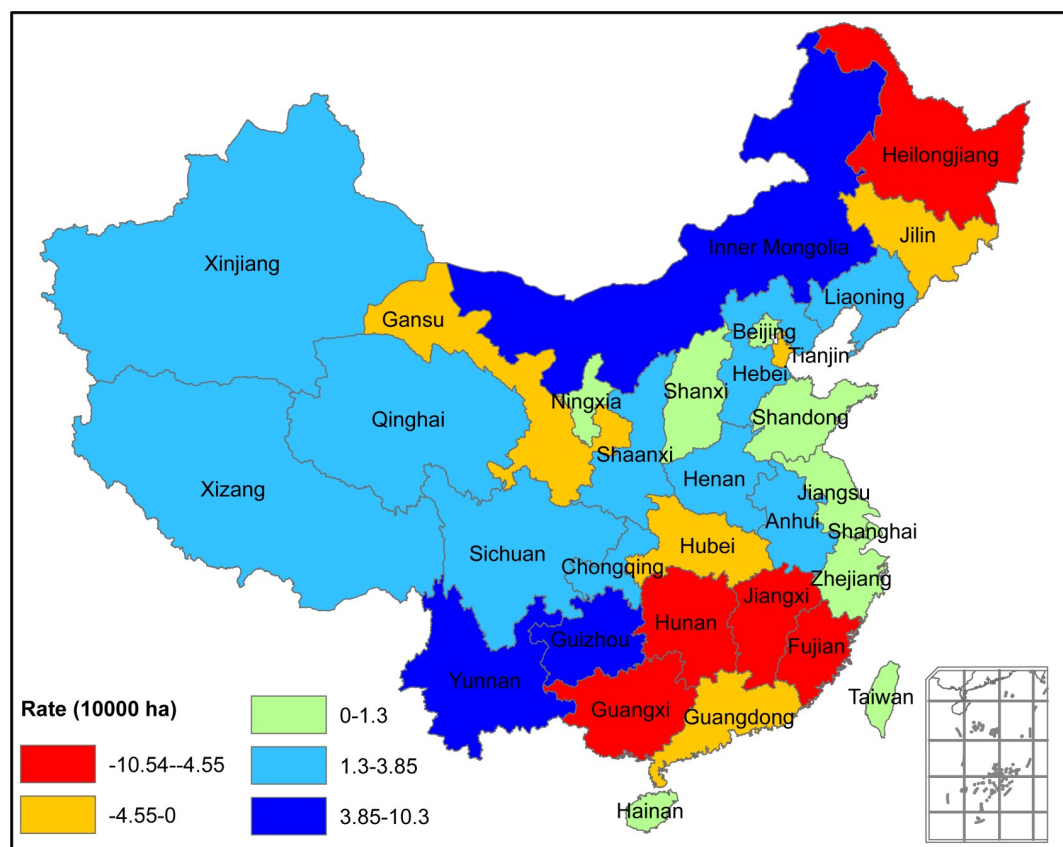 Heilongjiang
Jilin
Inner Mongolia
Xinjiang
Liaoning
Gansu
Beijing
Tianjin
Hebei
Shanxi
Ningxia
Shandong
Qinghai
Shaanxi
Henan
Jiangsu
Xizang
Anhui
Shanghai
Sichuan
Hubei
Chongqing
Zhejiang
Jiangxi
Hunan
Guizhou
Fujian
Yunnan
Taiwan
Guangxi
Guangdong
Hainan
Rate (10000 ha)
-10.54--4.55
-4.55-0
0-1.3
1.3-3.85
3.85-10.3